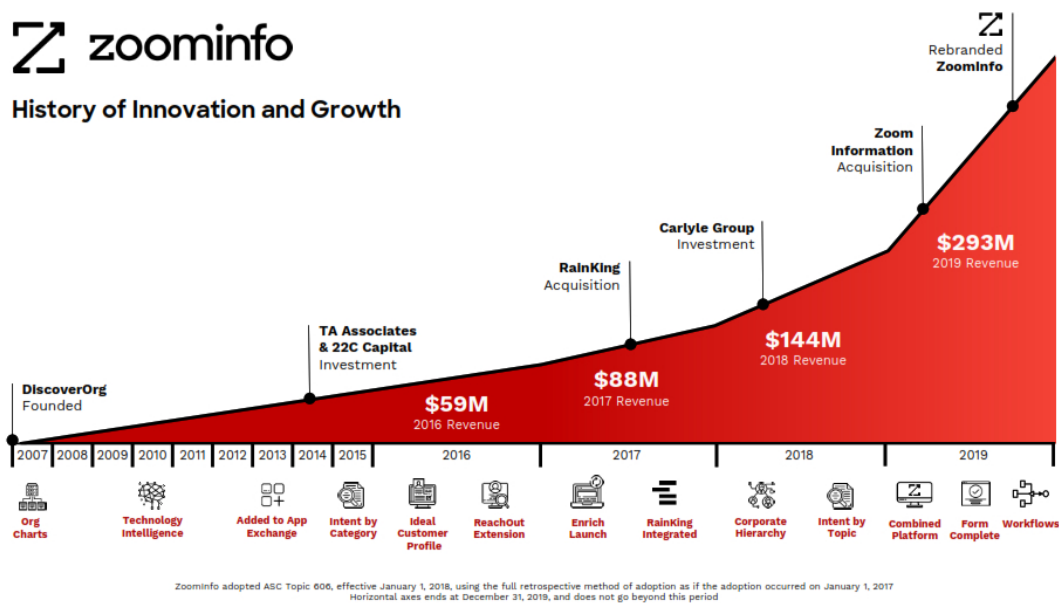 zoominfo
History of Innovation and Growth
Rebranded
ZoomInfo
Zoom
Information
Acquisition
Carlyle Group
Investment
$293M
2019 Revenue
RainKing
Acquisition
TA Associates
& 22C Capital
Investment
$144M
2018 Revenue
$88M
2017 Revenue
DiscoverOrg
Founded
$59M
2016 Revenue
2007 2008 2009 2010 2011 2012 2013 2014 2015 2016 2017 2018 2019
Org
Charts
Technology
Intelligence
Added to App
Exchange
Intent by
Category
Ideal
Customer
Profile
ReachOut
Extension
Enrich
Launch
RainKing
Integrated
Corporate
Hierarchy
Intent by
Topic
Combined
Platform
Form
Complete
Workflows
ZoomInfo adopted ASC Topic 606, effective January 1, 2018, using the full retrospective method of adoption as if the adoption occurred on January 1, 2017
Horizontal axes ends at December 31, 2019, and does not go beyond this period